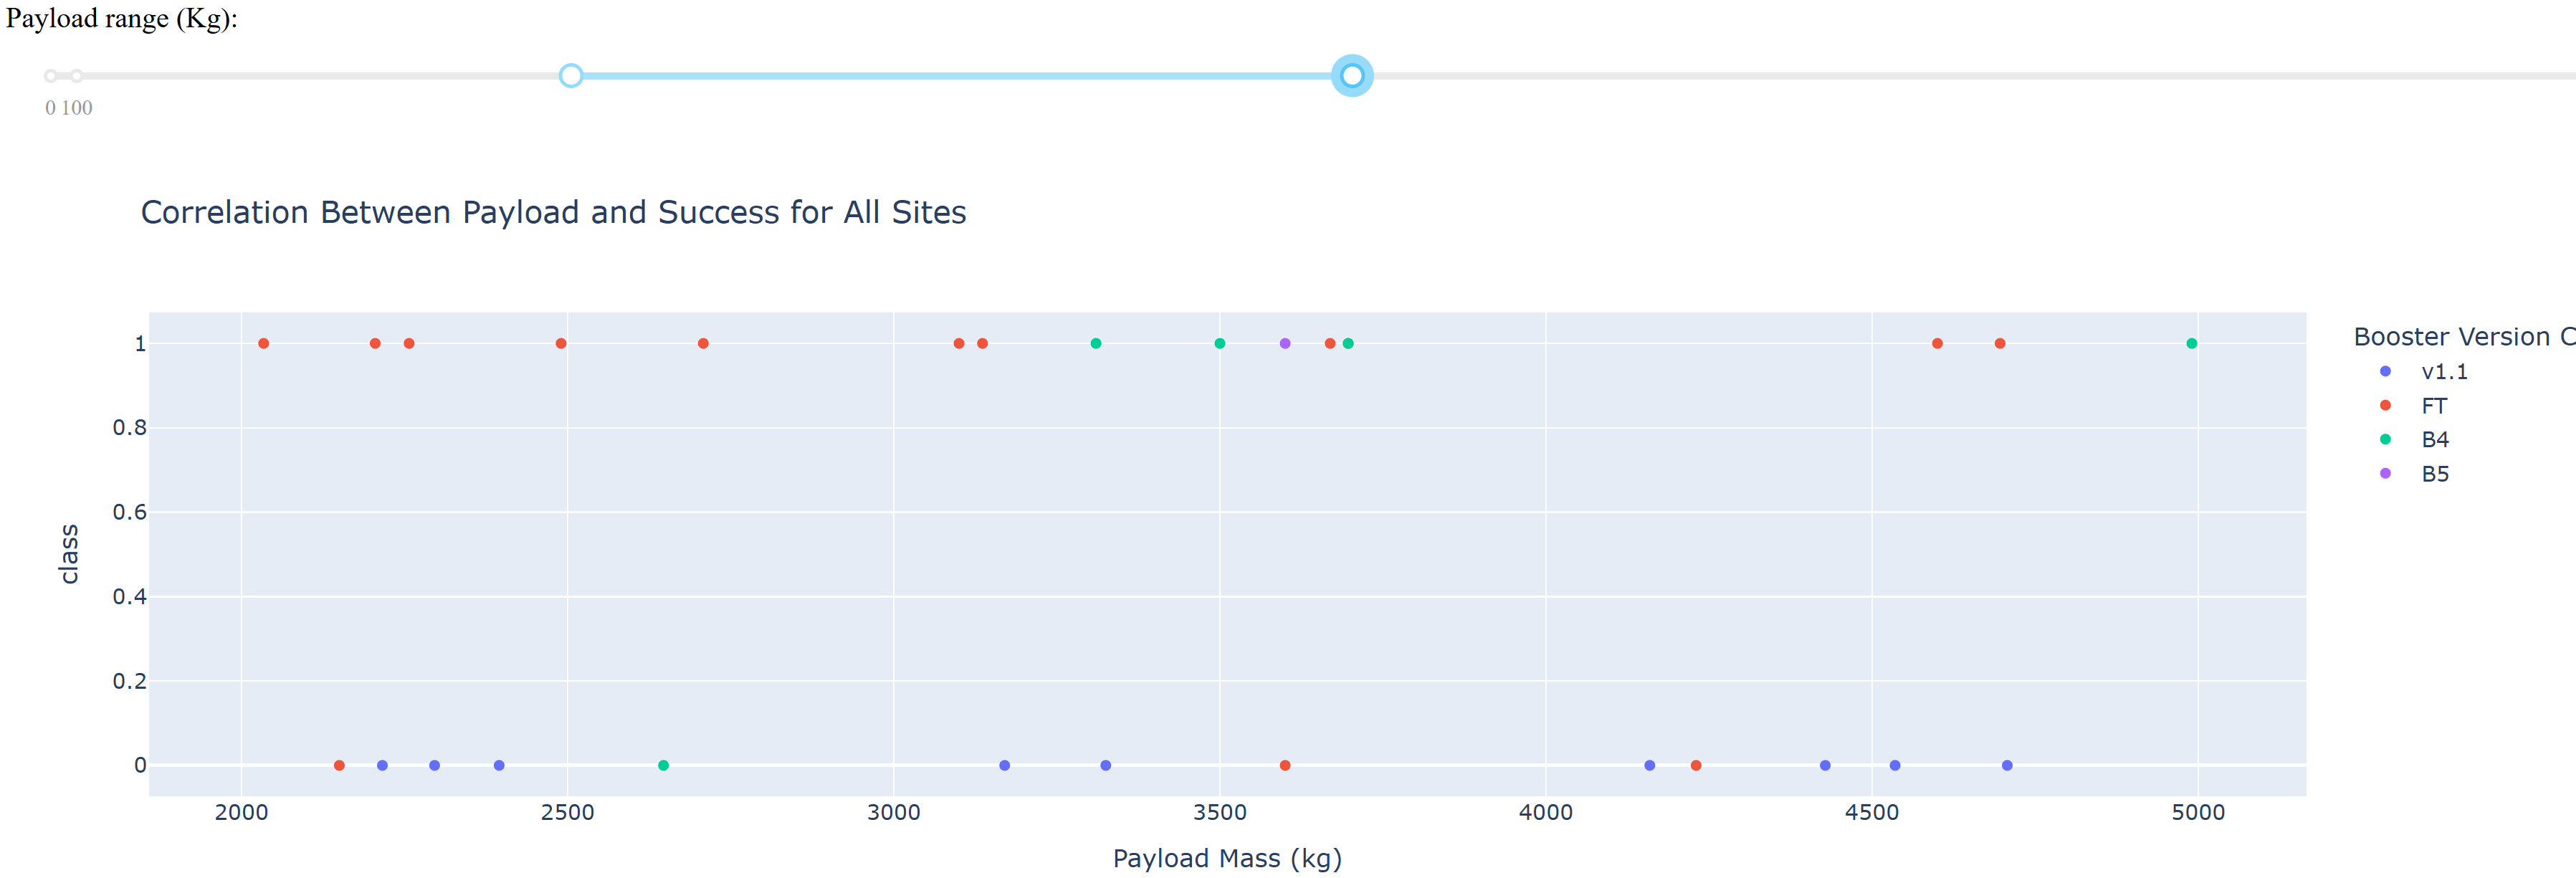 Payload range (Kg):
0 100
Correlation Between Payload and Success for All Sites
Booster Version C
v1.1
FT
B4
B5
1
0.8
0.6
0.4
0.2
0
class
2000 2500 3000 3500 4000 4500 5000
Payload Mass (kg)